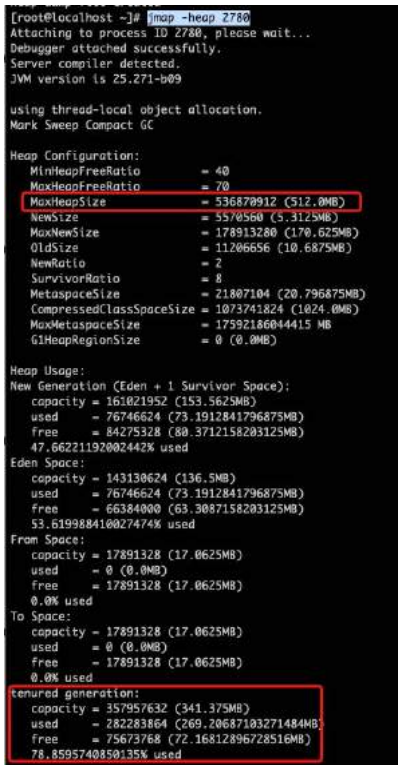 [root@localhost ~]# jmap -heap 2780
Attaching to process ID 2780, please wait...
Debugger attached successfully.
Server compiler detected.
JVM version is 25.271-b09
using thread-local object allocation.
Mark Sweep Compact GC
Heap Configuration:
MinHeapFreeRatio = 40
MaxHeapFreeRatio = 70
MaxHeapSize = 536870912 (512.0MB)
NewSize = 5570560 (5.3125MB)
MaxNewSize = 178913280 (170.625MB)
OldSize = 11206656 (10.6875MB)
NewRatio = 2
SurvivorRatio = 8
MetaspaceSize = 21807104 (20.796875MB)
CompressedClassSpaceSize = 1073741824 (1024.0MB)
MaxMetaspaceSize = 17592186044415 MB
G1HeapRegionSize = 0 (0.0MB)
Heap Usage:
New Generation (Eden + 1 Survivor Space):
capacity = 161021952 (153.5625MB)
used = 76746624 (73.1912841796875MB)
free = 84275328 (80.3712158203125MB)
47.66221192002442% used
Eden Space:
capacity = 143130624 (136.5MB)
used = 76746624 (73.1912841796875MB)
free = 66384000 (63.3087158203125MB)
53.619988410027474% used
From Space:
capacity = 17891328 (17.0625MB)
used = 0 (0.0MB)
free = 17891328 (17.0625MB)
0.0% used
To Space:
capacity = 17891328 (17.0625MB)
used = 0 (0.0MB)
free = 17891328 (17.0625MB)
0.0% used
tenured generation:
capacity = 357957632 (341.375MB)
used = 282283864 (269.20687103271484MB)
free = 75673768 (72.16812896728516MB)
78.8595740850135% used